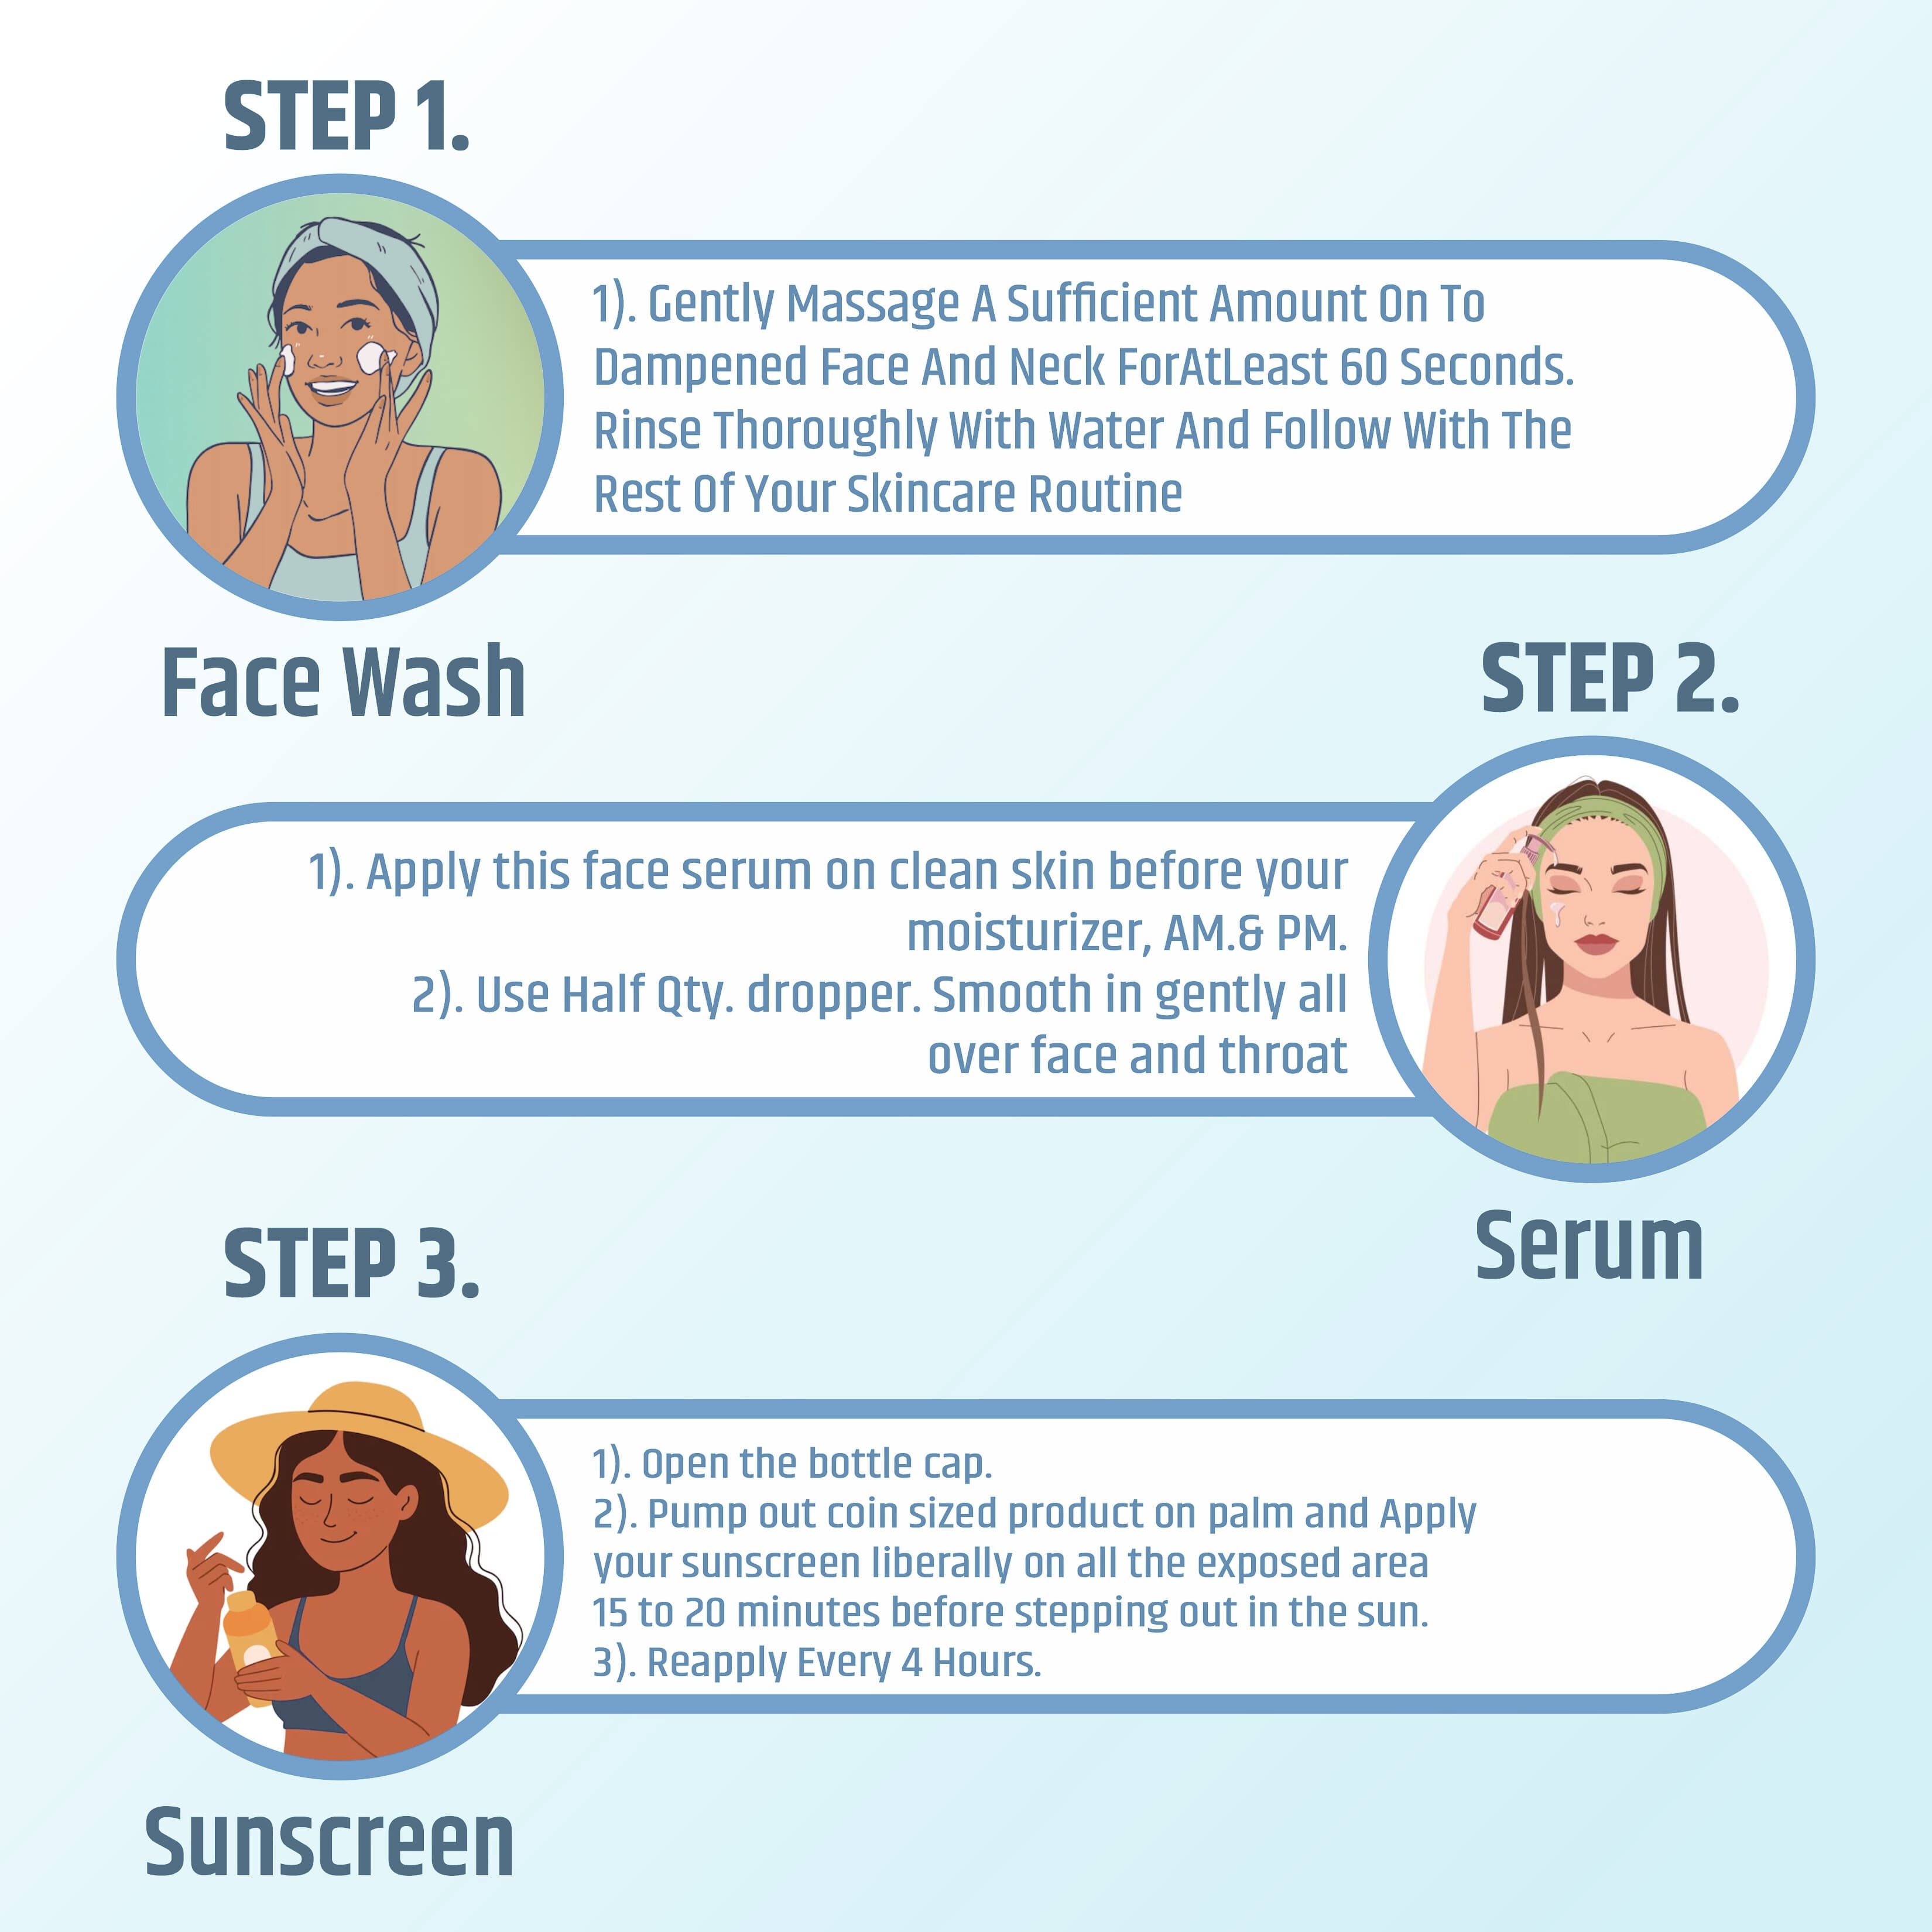 STEP 1.
1). Gently Massage A Sufficient Amount On To
Dampened Face And Neck ForAtLeast 60 Seconds.
Rinse Thoroughly With Water And Follow With The
Rest Of Your Skincare Routine
Face Wash
STEP 2.
1). Apply this face serum on clean skin before your
moisturizer, AM.& PM.
2). Use Half Qty. dropper. Smooth in gently all
over face and throat
Serum
STEP 3.
1). Open the bottle cap.
2). Pump out coin sized product on palm and Apply
your sunscreen liberally on all the exposed area
15 to 20 minutes before stepping out in the sun.
3). Reapply Every 4 Hours.
Sunscreen